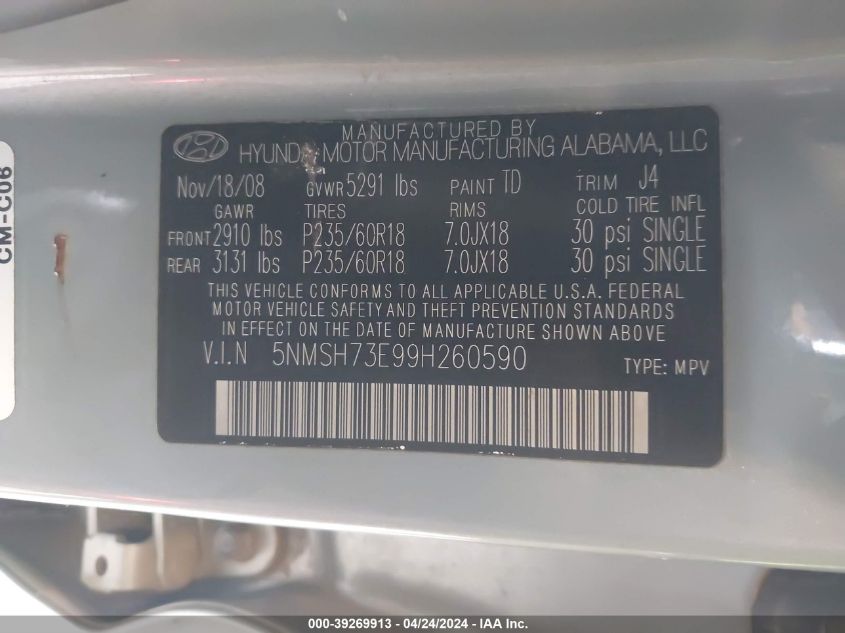 MANUFACTURED BY
HYUNDAI MOTOR MANUFACTURING ALABAMA, LLC
Nov/18/08 GVWR 5291 lbs PAINT TD TRIM J4
GAWR TIRES RIMS COLD TIRE INFL
FRONT 2910 lbs P235/60R18 7.0JX18 30 psi SINGLE
REAR 3131 lbs P235/60R18 7.0JX18 30 psi SINGLE
THIS VEHICLE CONFORMS TO ALL APPLICABLE U.S.A. FEDERAL
MOTOR VEHICLE SAFETY AND THEFT PREVENTION STANDARDS
IN EFFECT ON THE DATE OF MANUFACTURE SHOWN ABOVE
V.I.N 5NMSH73E99H260590 TYPE: MPV
CM-C06
000-39269913 - 04/24/2024 - IAA, Inc.